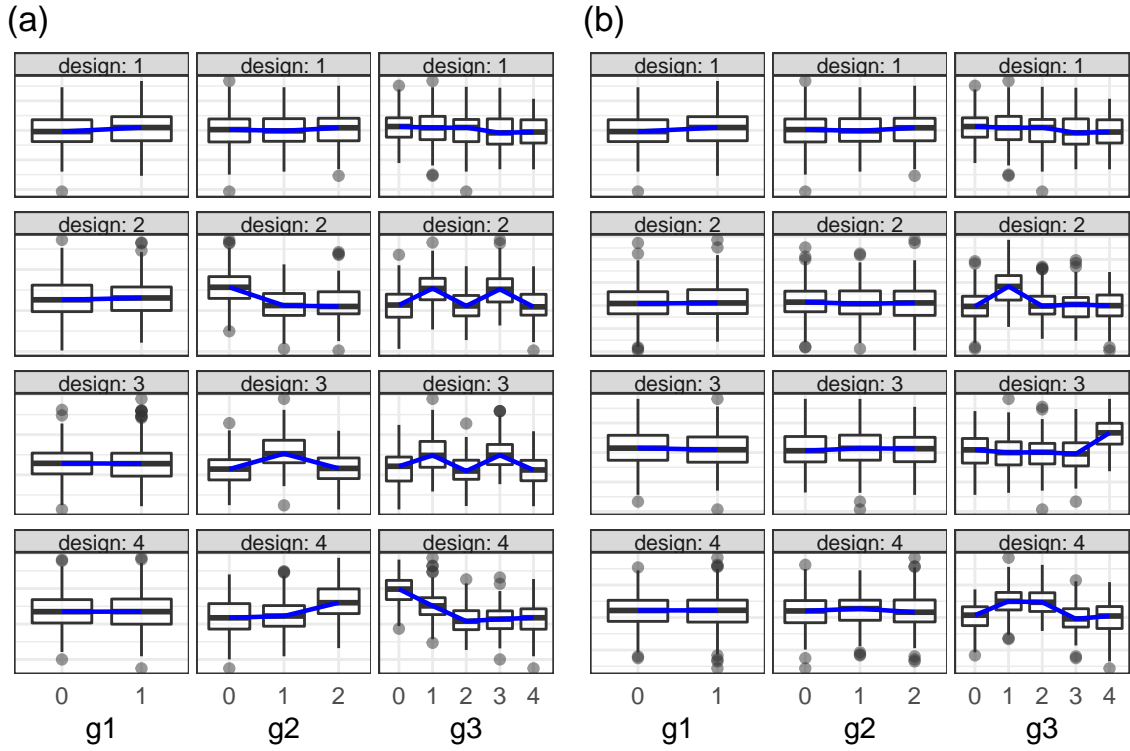 (a) (b)
design: 1 design: 1 design: 1 design: 1 design: 1 design: 1
design: 2 design: 2 design: 2 design: 2 design: 2 design: 2
design: 3 design: 3 design: 3 design: 3 design: 3 design: 3
design: 4 design: 4 design: 4 design: 4 design: 4 design: 4
0 1 0 1 2 0 1 2 3 4 0 1 0 1 2 0 1 2 3 4
g1 g2 g3 g1 g2 g3